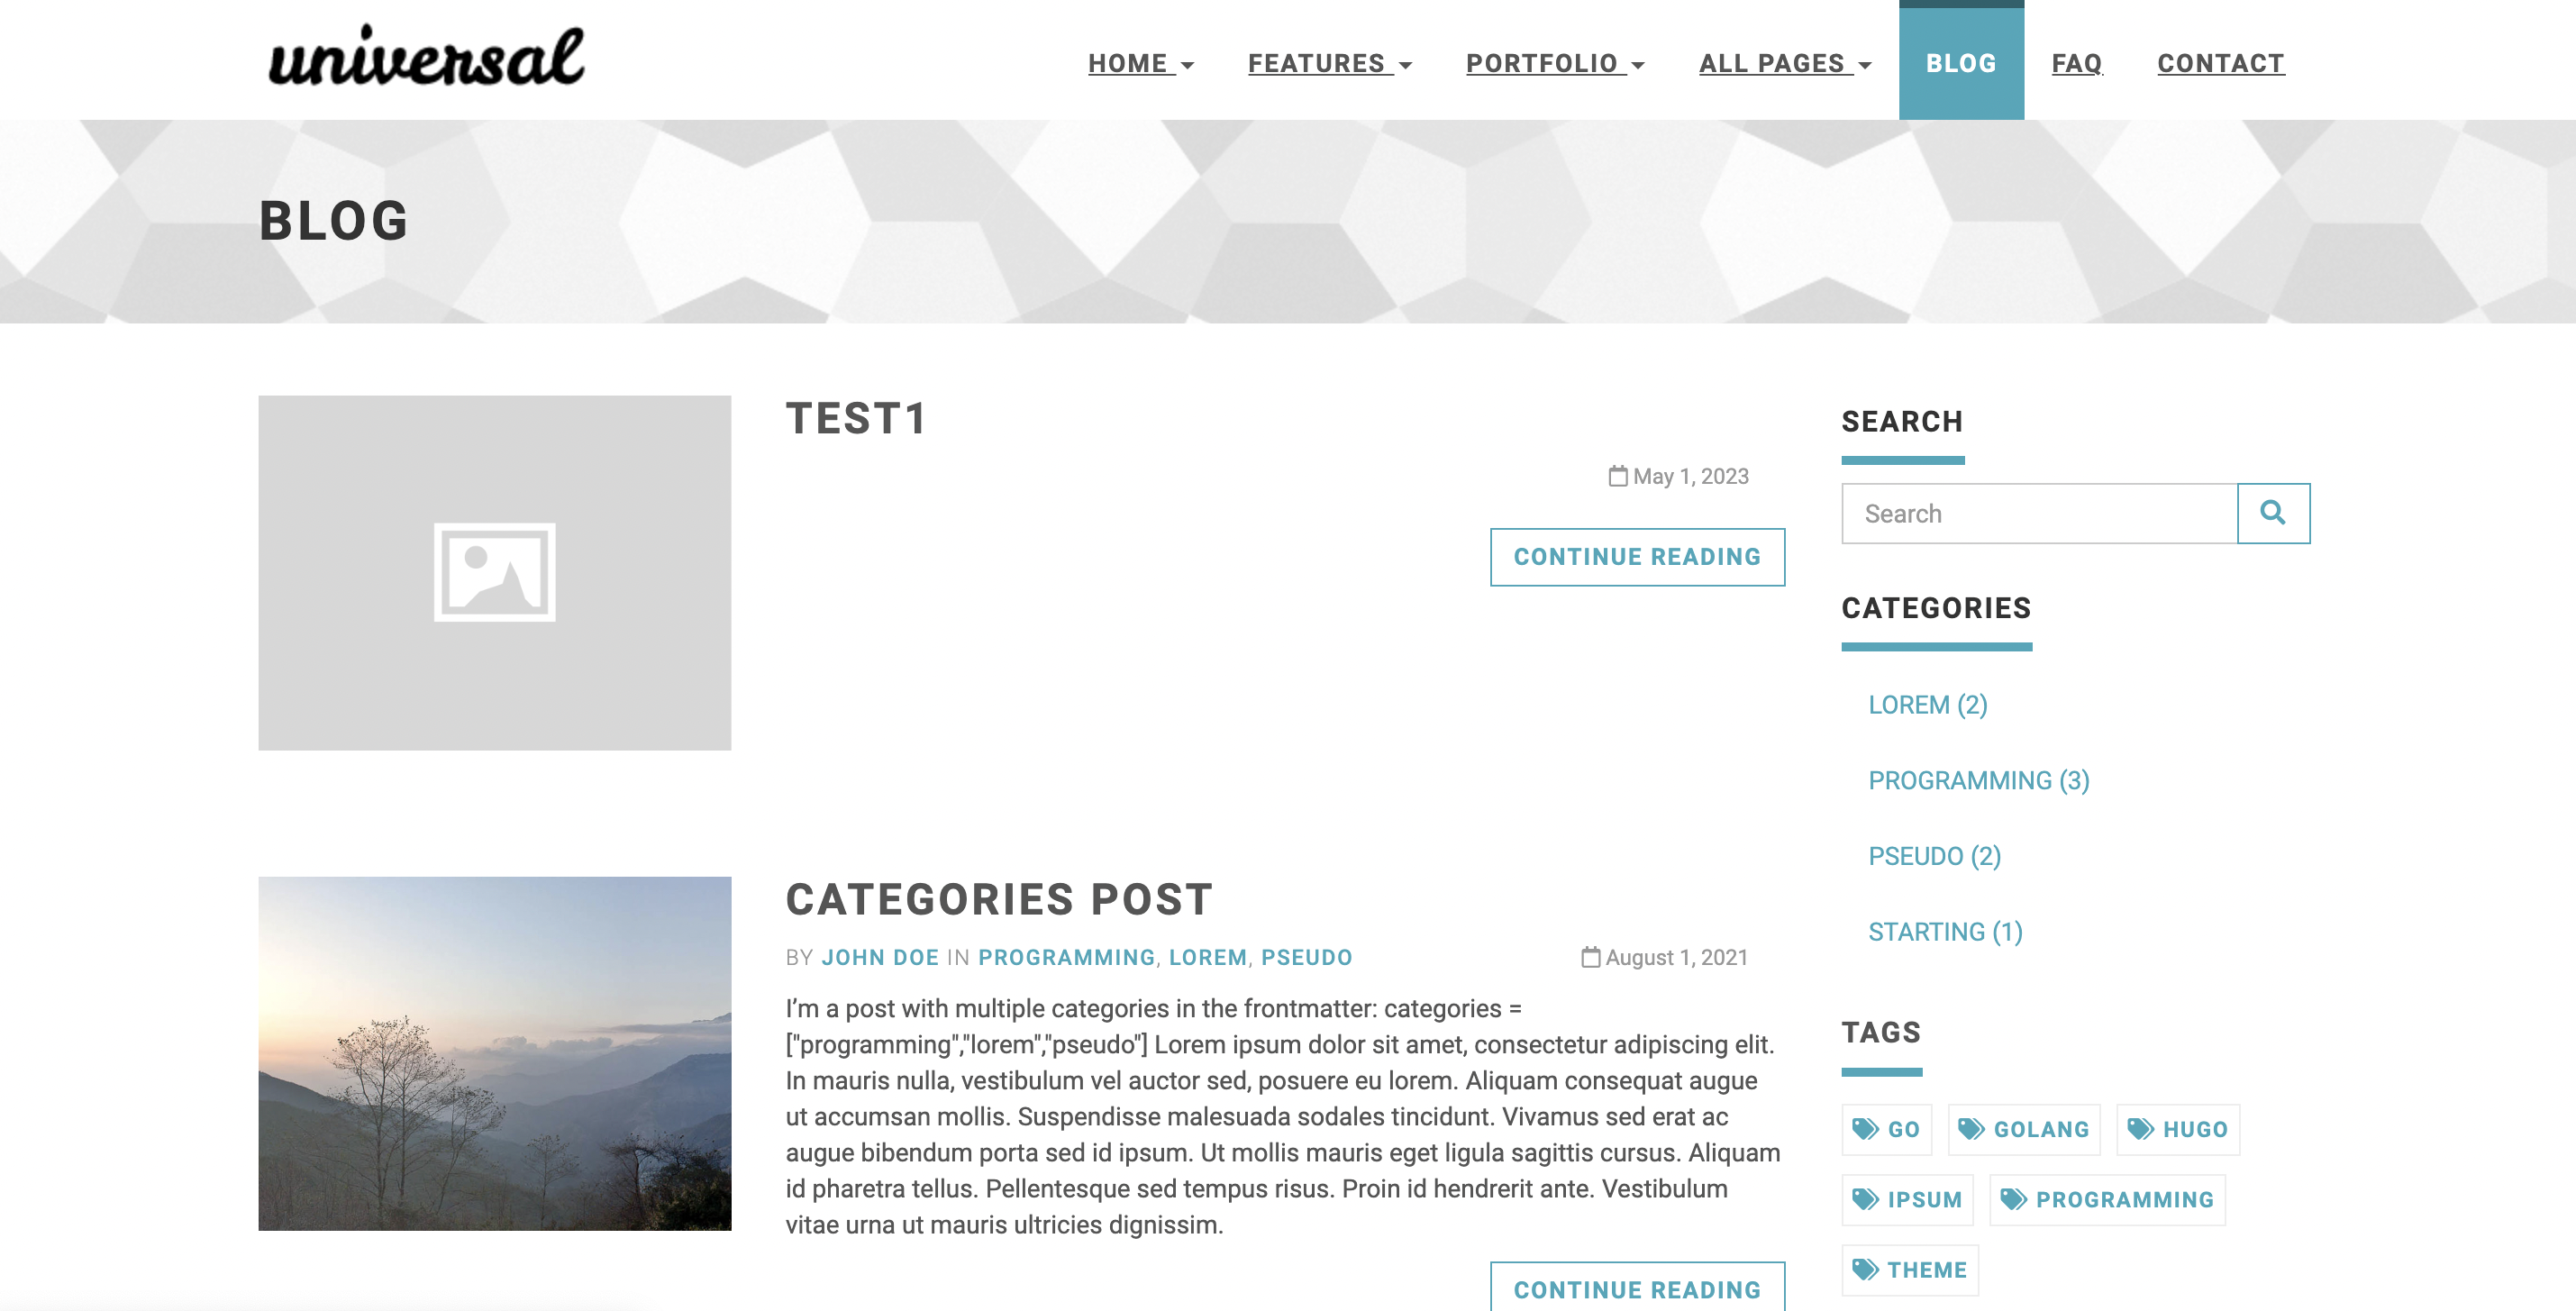 universal
HOME FEATURES PORTFOLIO ALL PAGES BLOG FAQ CONTACT
BLOG
TEST1
May 1, 2023
CONTINUE READING
CATEGORIES POST
BY JOHN DOE IN PROGRAMMING, LOREM, PSEUDO
August 1, 2021
I’m a post with multiple categories in the frontmatter: categories =
["programming","lorem","pseudo"] Lorem ipsum dolor sit amet, consectetur adipiscing elit.
In mauris nulla, vestibulum vel auctor sed, posuere eu lorem. Aliquam consequat augue
ut accumsan mollis. Suspendisse malesuada sodales tincidunt. Vivamus sed erat ac
augue bibendum porta sed id ipsum. Ut mollis mauris eget ligula sagittis cursus. Aliquam
id pharetra tellus. Pellentesque sed tempus risus. Proin id hendrerit ante. Vestibulum
vitae urna ut mauris ultricies dignissim.
CONTINUE READING
SEARCH
Search
CATEGORIES
LOREM (2)
PROGRAMMING (3)
PSEUDO (2)
STARTING (1)
TAGS
GO GOLANG HUGO
IPSUM PROGRAMMING
THEME